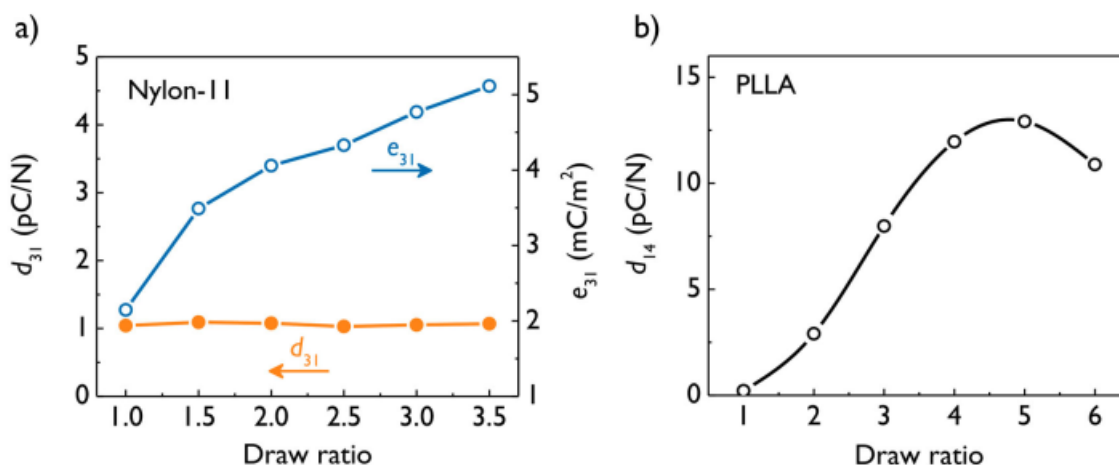 a)
Nylon-11
5
4
3
2
1
0
d31 (pC/N)
e31
d31
5
4
3
2
1
e31 (mC/m²)
1.0 1.5 2.0 2.5 3.0 3.5
Draw ratio
b)
PLLA
15
10
5
0
d14 (pC/N)
1 2 3 4 5 6
Draw ratio